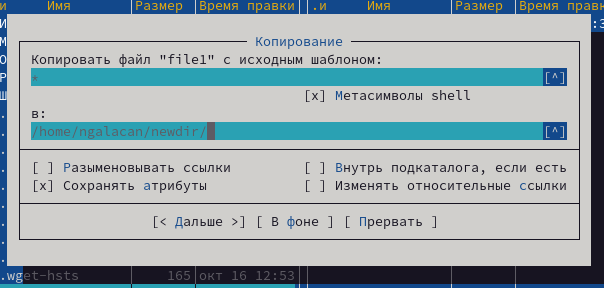 и Имя Размер Время правки .и Имя Размер Время правк
Копирование
Копировать файл "file1" с исходным шаблоном:
* [^]
[x] Метасимволы shell
в:
/home/ngalacan/newdir/ [^]
[ ] Разыменовывать ссылки [ ] Внутрь подкаталога, если есть
[x] Сохранять атрибуты [ ] Изменять относительные ссылки
[< Дальше >] [ В фоне ] [ Прервать ]
.wget-hsts 165 окт 16 12:53